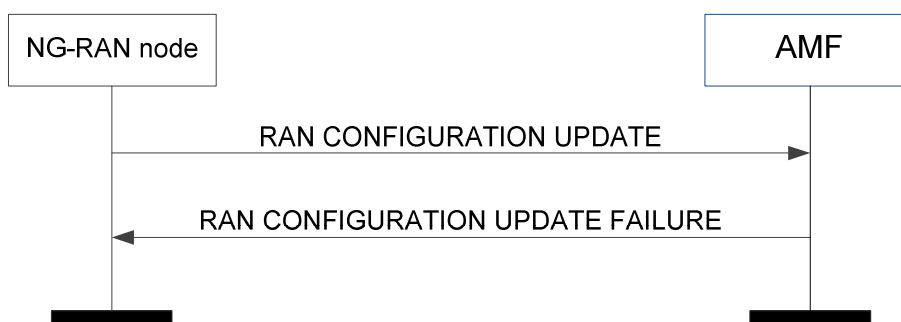 NG-RAN node
AMF
RAN CONFIGURATION UPDATE
RAN CONFIGURATION UPDATE FAILURE